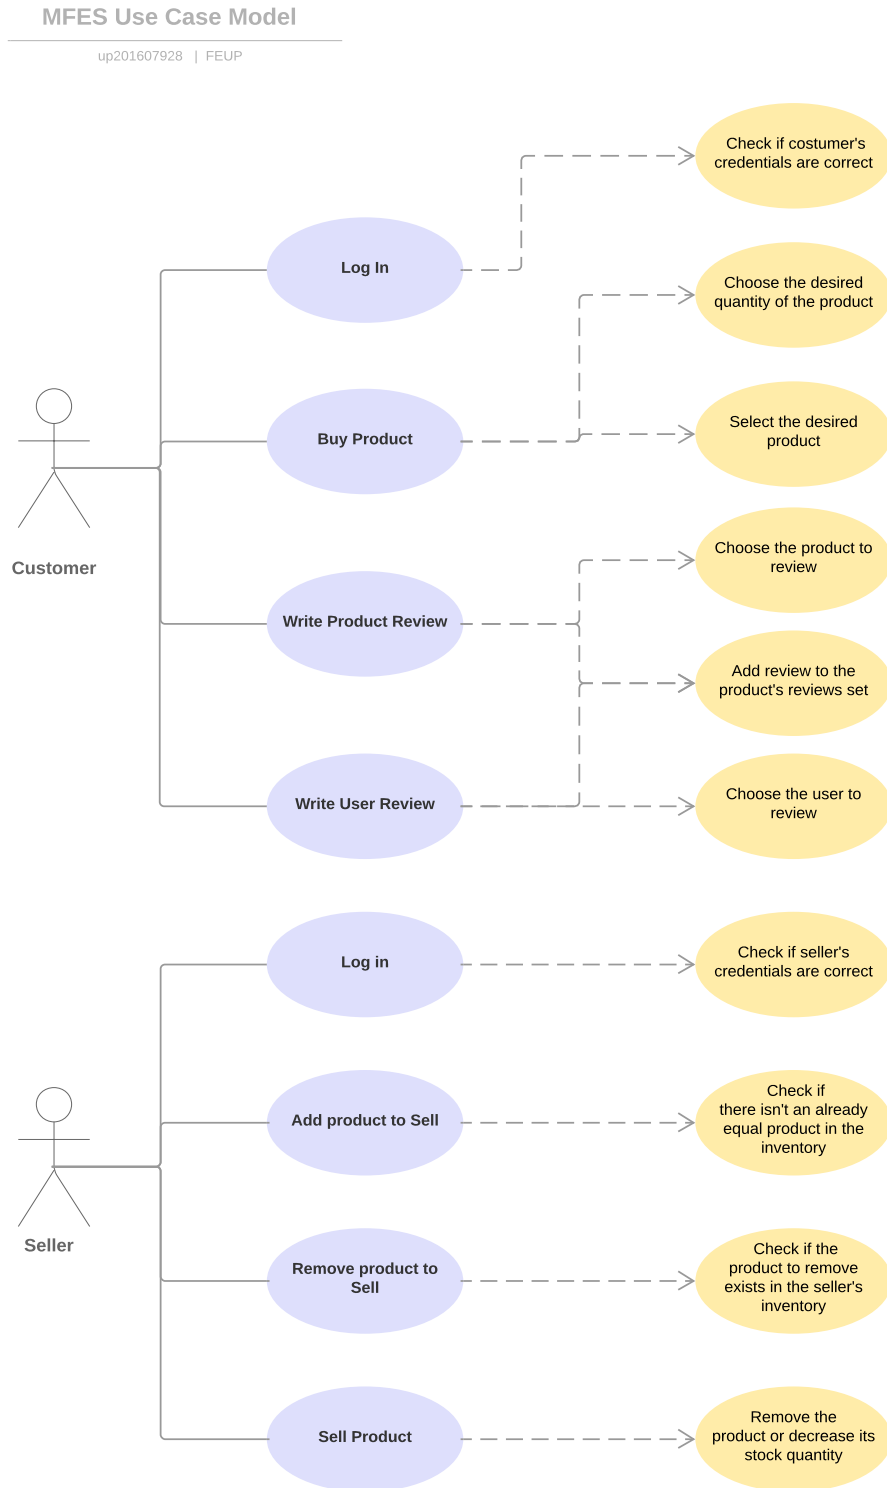 MFES Use Case Model
up201607928 | FEUP
Check if costumer's
credentials are correct
Log In
Choose the desired
quantity of the product
Buy Product
Select the desired
product
Customer
Choose the product to
review
Write Product Review
Add review to the
product's reviews set
Write User Review
Choose the user to
review
Log in
Check if seller's
credentials are correct
Add product to Sell
Check if
there isn't an already
equal product in the
inventory
Seller
Remove product to
Sell
Check if the
product to remove
exists in the seller's
inventory
Sell Product
Remove the
product or decrease its
stock quantity